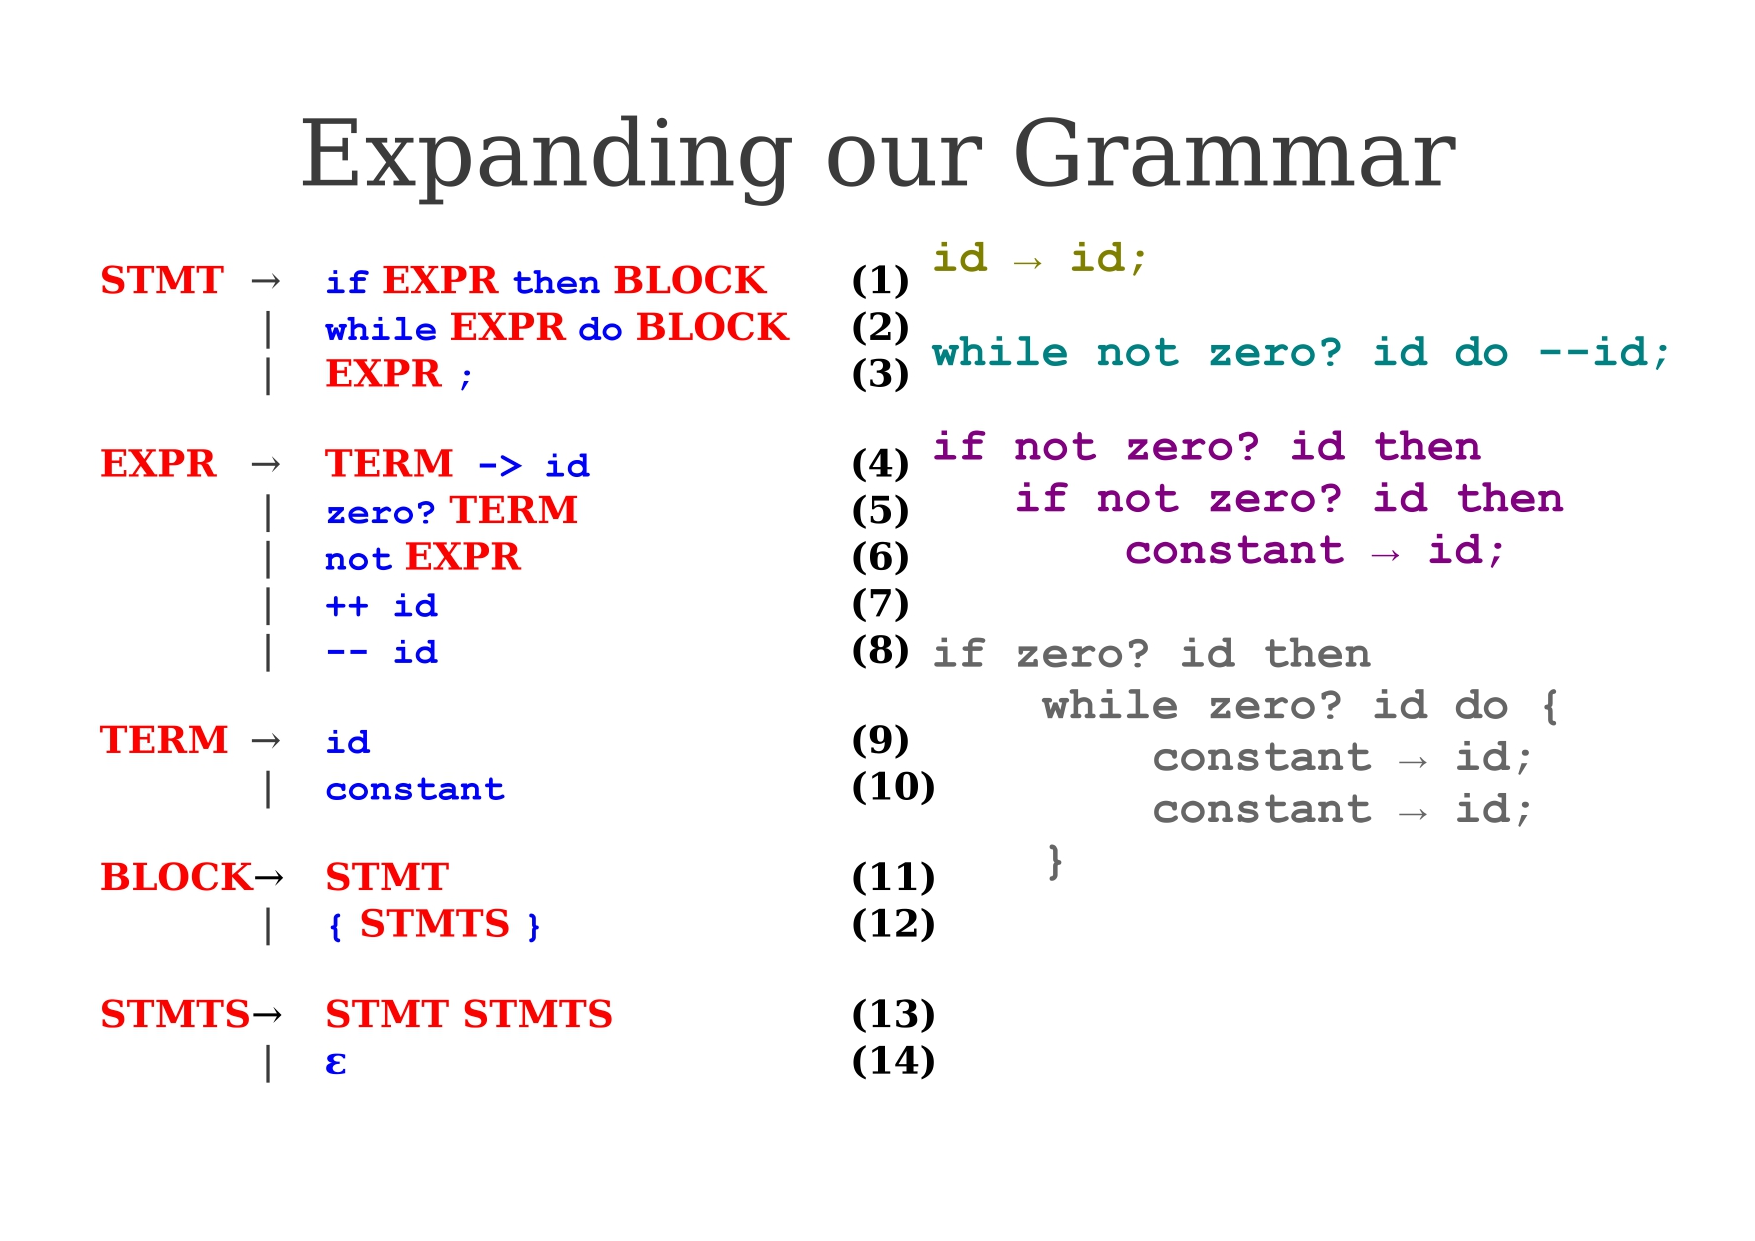 Expanding our Grammar
STMT → if EXPR then BLOCK (1)
| while EXPR do BLOCK (2)
| EXPR ; (3)
EXPR → TERM -> id (4)
| zero? TERM (5)
| not EXPR (6)
| ++ id (7)
| -- id (8)
TERM → id (9)
| constant (10)
BLOCK→ STMT (11)
| { STMTS } (12)
STMTS→ STMT STMTS (13)
| ε (14)
id → id;
while not zero? id do --id;
if not zero? id then
if not zero? id then
constant → id;
if zero? id then
while zero? id do {
constant → id;
constant → id;
}